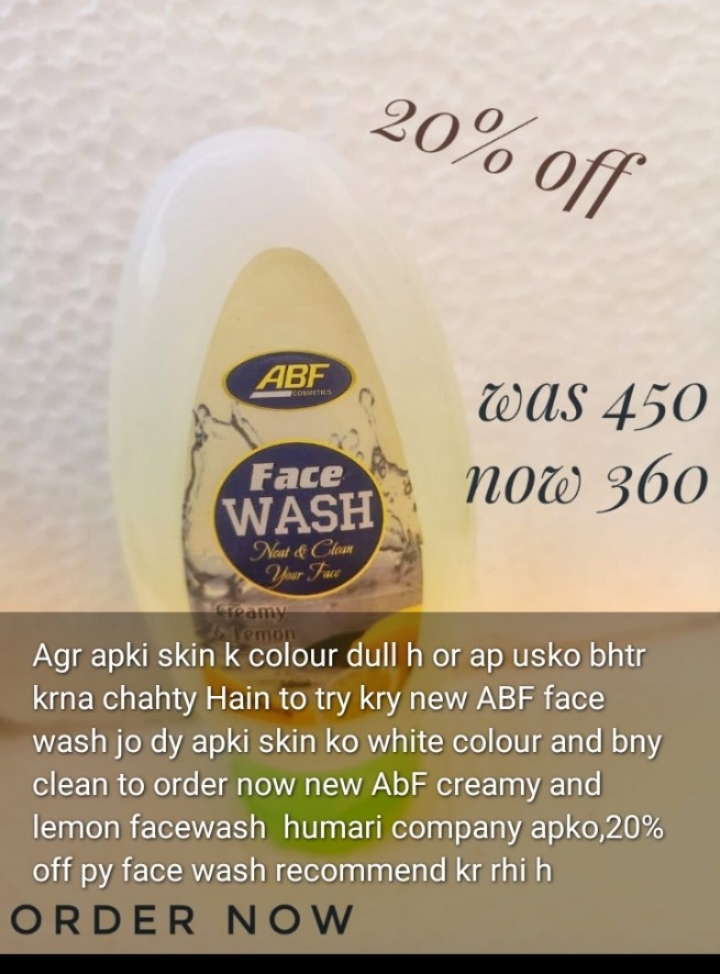 20% off
ABF
COSMETICS
was 450
now 360
Face
WASH
Neat & Clean
Your Face
Creamy
& Lemon
Agr apki skin k colour dull h or ap usko bhtr
krna chahty Hain to try kry new ABF face
wash jo dy apki skin ko white colour and bny
clean to order now new AbF creamy and
lemon facewash  humari company apko,20%
off py face wash recommend kr rhi h
ORDER NOW